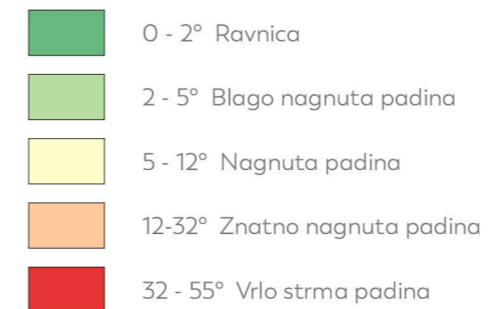 0 - 2° Ravnica
2 - 5° Blago nagnuta padina
5 - 12° Nagnuta padina
12-32° Znatno nagnuta padina
32 - 55° Vrlo strma padina